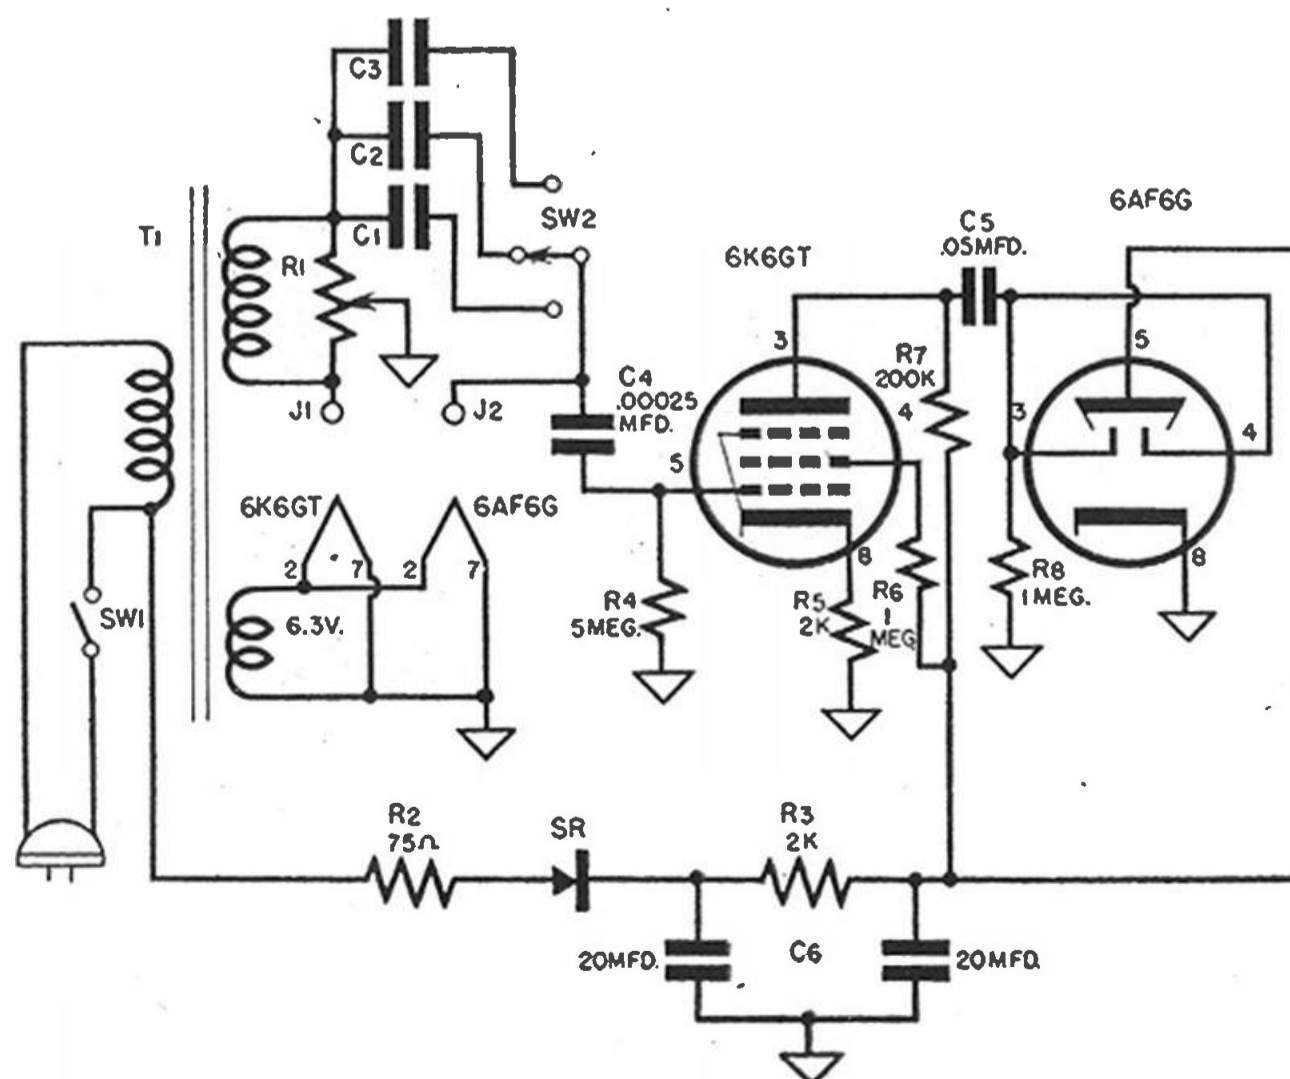 C3
C2
C1
SW2
T1
R1
J1
J2
C4
.00025
MFD.
6K6GT
3
4
5
8
C5
.05MFD.
6AF6G
5
3
4
8
R7
200K
6K6GT
6AF6G
2
7
2
7
6.3V.
SW1
R4
5MEG.
R5
2K
R6
1
MEG
R8
1MEG.
R2
75Ω
SR
R3
2K
20MFD.
C6
20MFD.